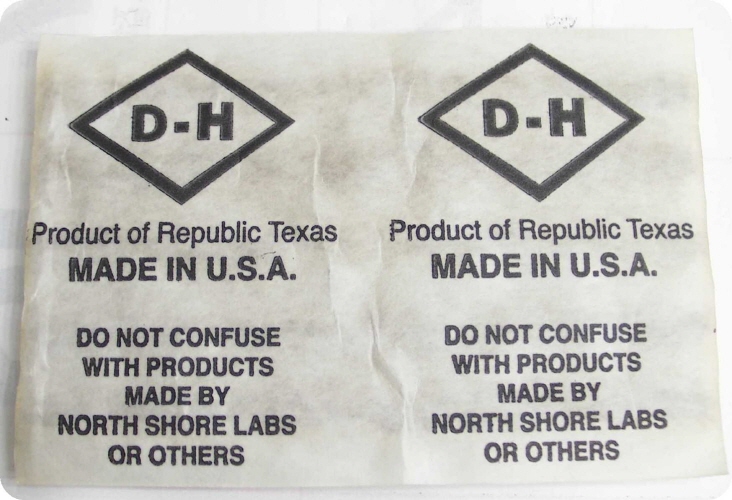 D-H
Product of Republic Texas
MADE IN U.S.A.
DO NOT CONFUSE
WITH PRODUCTS
MADE BY
NORTH SHORE LABS
OR OTHERS
D-H
Product of Republic Texas
MADE IN U.S.A.
DO NOT CONFUSE
WITH PRODUCTS
MADE BY
NORTH SHORE LABS
OR OTHERS